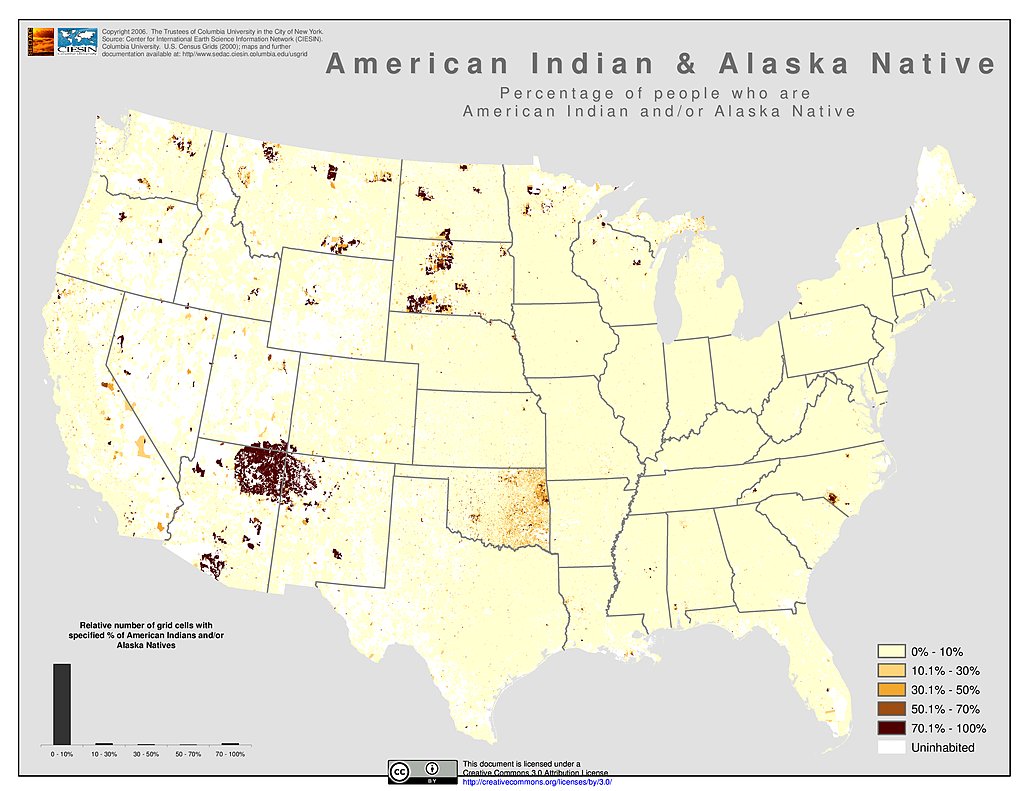 SEDAC
CIESIN
Copyright 2006. The Trustees of Columbia University in the City of New York.
Source: Center for International Earth Science Information Network (CIESIN).
Columbia University. U.S. Census Grids (2000); maps and further
documentation available at: http//www.sedac.ciesin.columbia.edu/usgrid
American Indian & Alaska Native
Percentage of people who are
American Indian and/or Alaska Native
Relative number of grid cells with
specified % of American Indians and/or
Alaska Natives
0 - 10%
10 - 30%
30 - 50%
50 - 70%
70 - 100%
0% - 10%
10.1% - 30%
30.1% - 50%
50.1% - 70%
70.1% - 100%
Uninhabited
cc
BY
This document is licensed under a
Creative Commons 3.0 Attribution License
http://creativecommons.org/licenses/by/3.0/